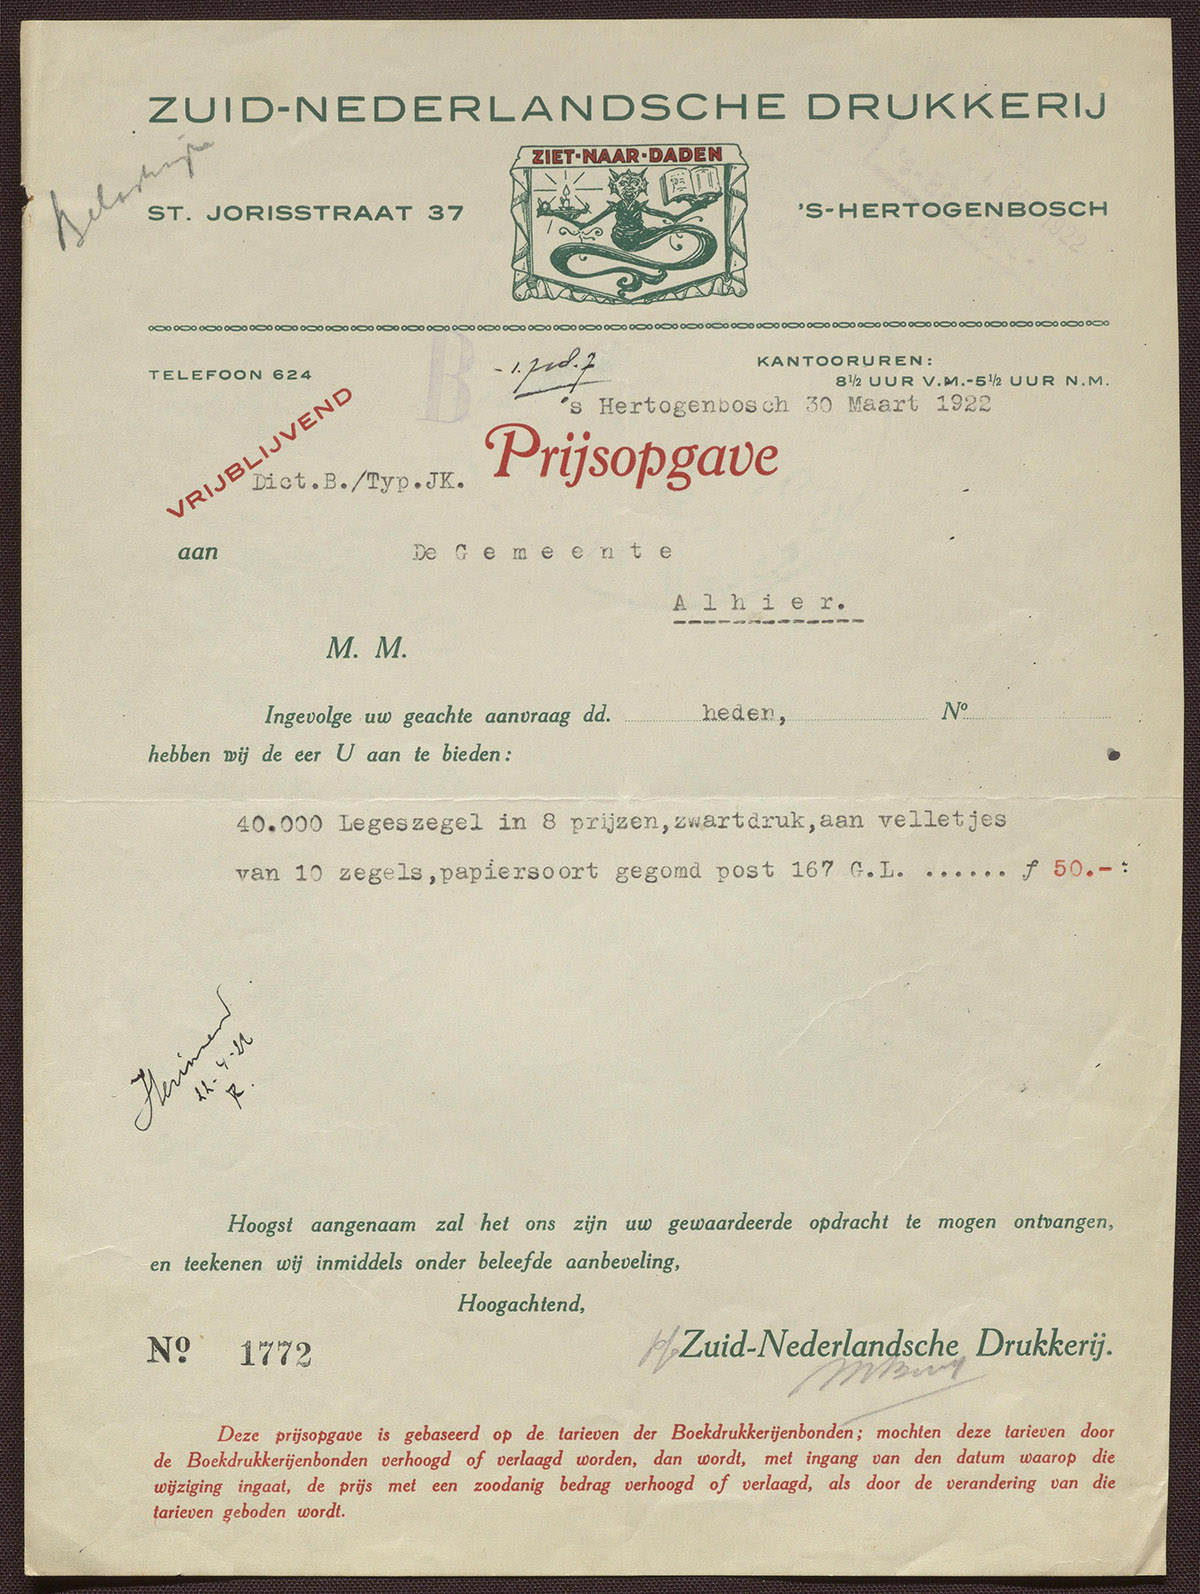 ZUID-NEDERLANDSCHE DRUKKERIJ
ZIET-NAAR-DADEN
ST. JORISSTRAAT 37
'S-HERTOGENBOSCH
1922
TELEFOON 624
B
KANTOORUREN:
8½ UUR V.M.-5½ UUR N.M.
's Hertogenbosch 30 Maart 1922
VRIJBLIJVEND
Prijsopgave
Dict.B./Typ.JK.
aan De Gemeente
Alhier.
M. M.
Ingevolge uw geachte aanvraag dd. heden, Nº
hebben wij de eer U aan te bieden:
40.000 Legeszegel in 8 prijzen,zwartdruk,aan velletjes
van 10 zegels,papiersoort gegomd post 167 G.L. ...... ƒ 50.-:
Hoogst aangenaam zal het ons zijn uw gewaardeerde opdracht te mogen ontvangen,
en teekenen wij inmiddels onder beleefde aanbeveling,
Hoogachtend,
Nº 1772
Zuid-Nederlandsche Drukkerij.
Deze prijsopgave is gebaseerd op de tarieven der Boekdrukkerijenbonden; mochten deze tarieven door
de Boekdrukkerijenbonden verhoogd of verlaagd worden, dan wordt, met ingang van den datum waarop die
wijziging ingaat, de prijs met een zoodanig bedrag verhoogd of verlaagd, als door de verandering van die
tarieven geboden wordt.